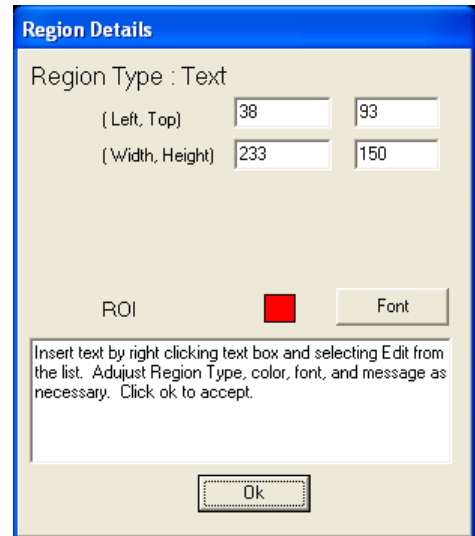 Region Details
Region Type : Text
( Left, Top) 38 93
( Width, Height) 233 150
ROI Font
Insert text by right clicking text box and selecting Edit from
the list. Adujust Region Type, color, font, and message as
necessary. Click ok to accept.
Ok